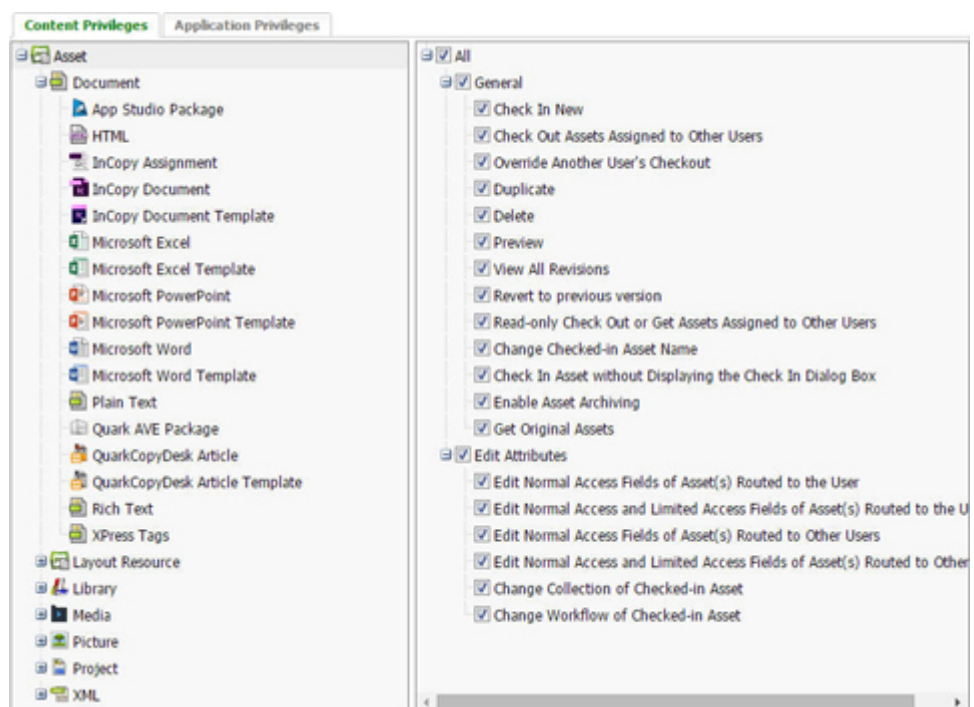 Content Privileges
Application Privileges
Asset
Document
App Studio Package
HTML
InCopy Assignment
InCopy Document
InCopy Document Template
Microsoft Excel
Microsoft Excel Template
Microsoft PowerPoint
Microsoft PowerPoint Template
Microsoft Word
Microsoft Word Template
Plain Text
Quark AVE Package
QuarkCopyDesk Article
QuarkCopyDesk Article Template
Rich Text
XPress Tags
Layout Resource
Library
Media
Picture
Project
XML
All
General
Check In New
Check Out Assets Assigned to Other Users
Override Another User's Checkout
Duplicate
Delete
Preview
View All Revisions
Revert to previous version
Read-only Check Out or Get Assets Assigned to Other Users
Change Checked-in Asset Name
Check In Asset without Displaying the Check In Dialog Box
Enable Asset Archiving
Get Original Assets
Edit Attributes
Edit Normal Access Fields of Asset(s) Routed to the User
Edit Normal Access and Limited Access Fields of Asset(s) Routed to the U
Edit Normal Access Fields of Asset(s) Routed to Other Users
Edit Normal Access and Limited Access Fields of Asset(s) Routed to Other
Change Collection of Checked-in Asset
Change Workflow of Checked-in Asset